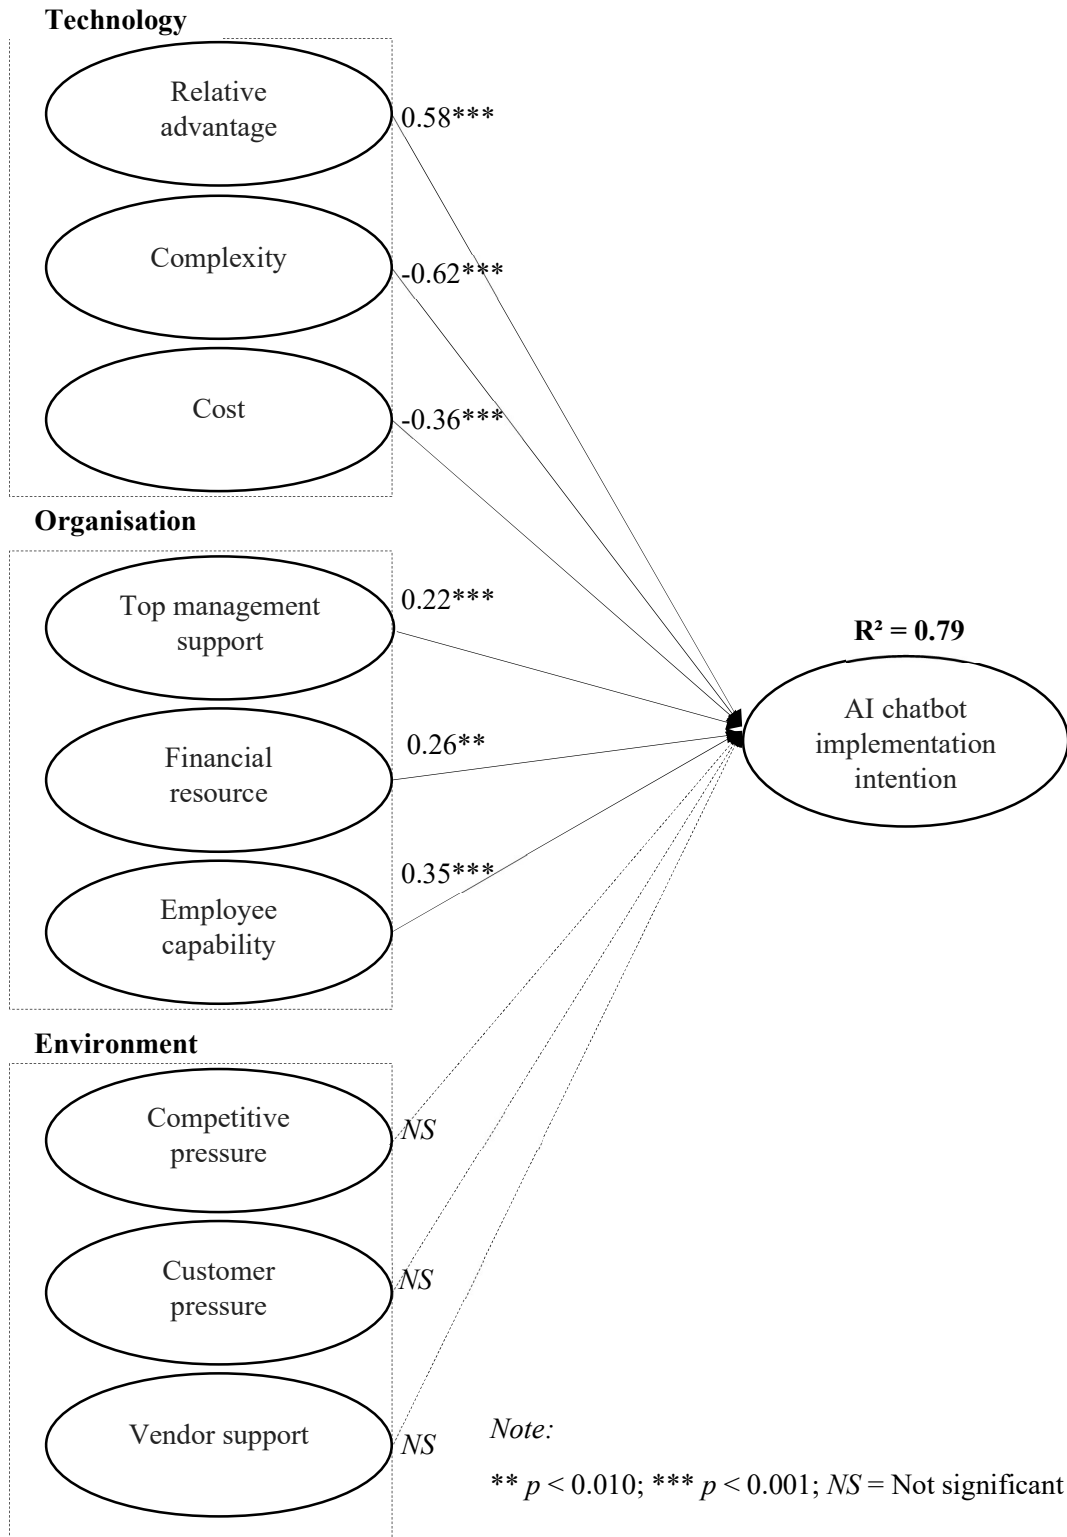 Technology
Relative
advantage
0.58***
Complexity
-0.62***
Cost
-0.36***
Organisation
Top management
support
0.22***
Financial
resource
0.26**
Employee
capability
0.35***
R² = 0.79
AI chatbot
implementation
intention
Environment
Competitive
pressure
NS
Customer
pressure
NS
Vendor support
NS
Note:
** p < 0.010; *** p < 0.001; NS = Not significant